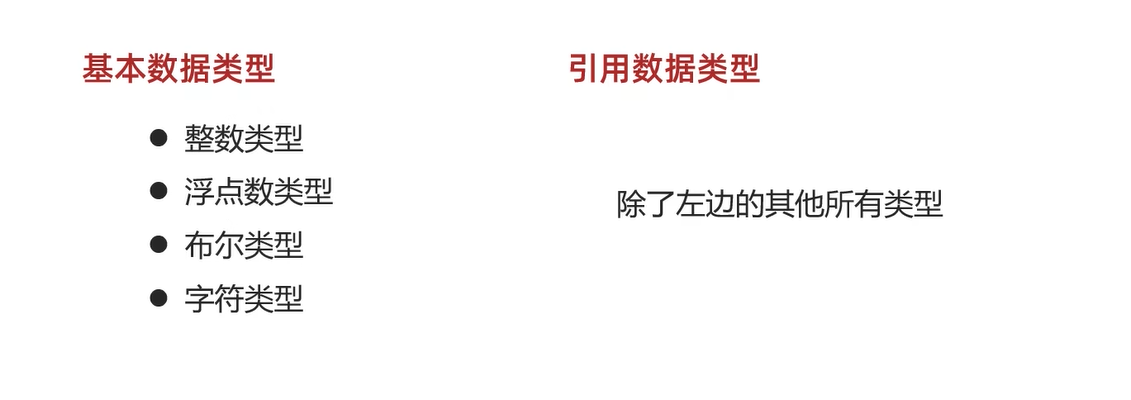 基本数据类型
● 整数类型
● 浮点数类型
● 布尔类型
● 字符类型
引用数据类型
除了左边的其他所有类型